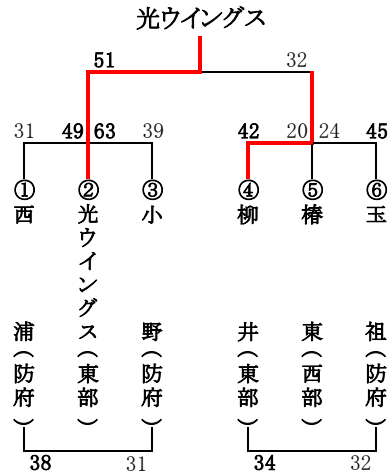 光ウイングス
51 32
31 49 63 39 42 20 24 45
① ② ③ ④ ⑤ ⑥
西浦（防府）
光ウイングス（東部）
小野（防府）
柳井（東部）
椿東（西部）
玉祖（防府）
38 31 34 32